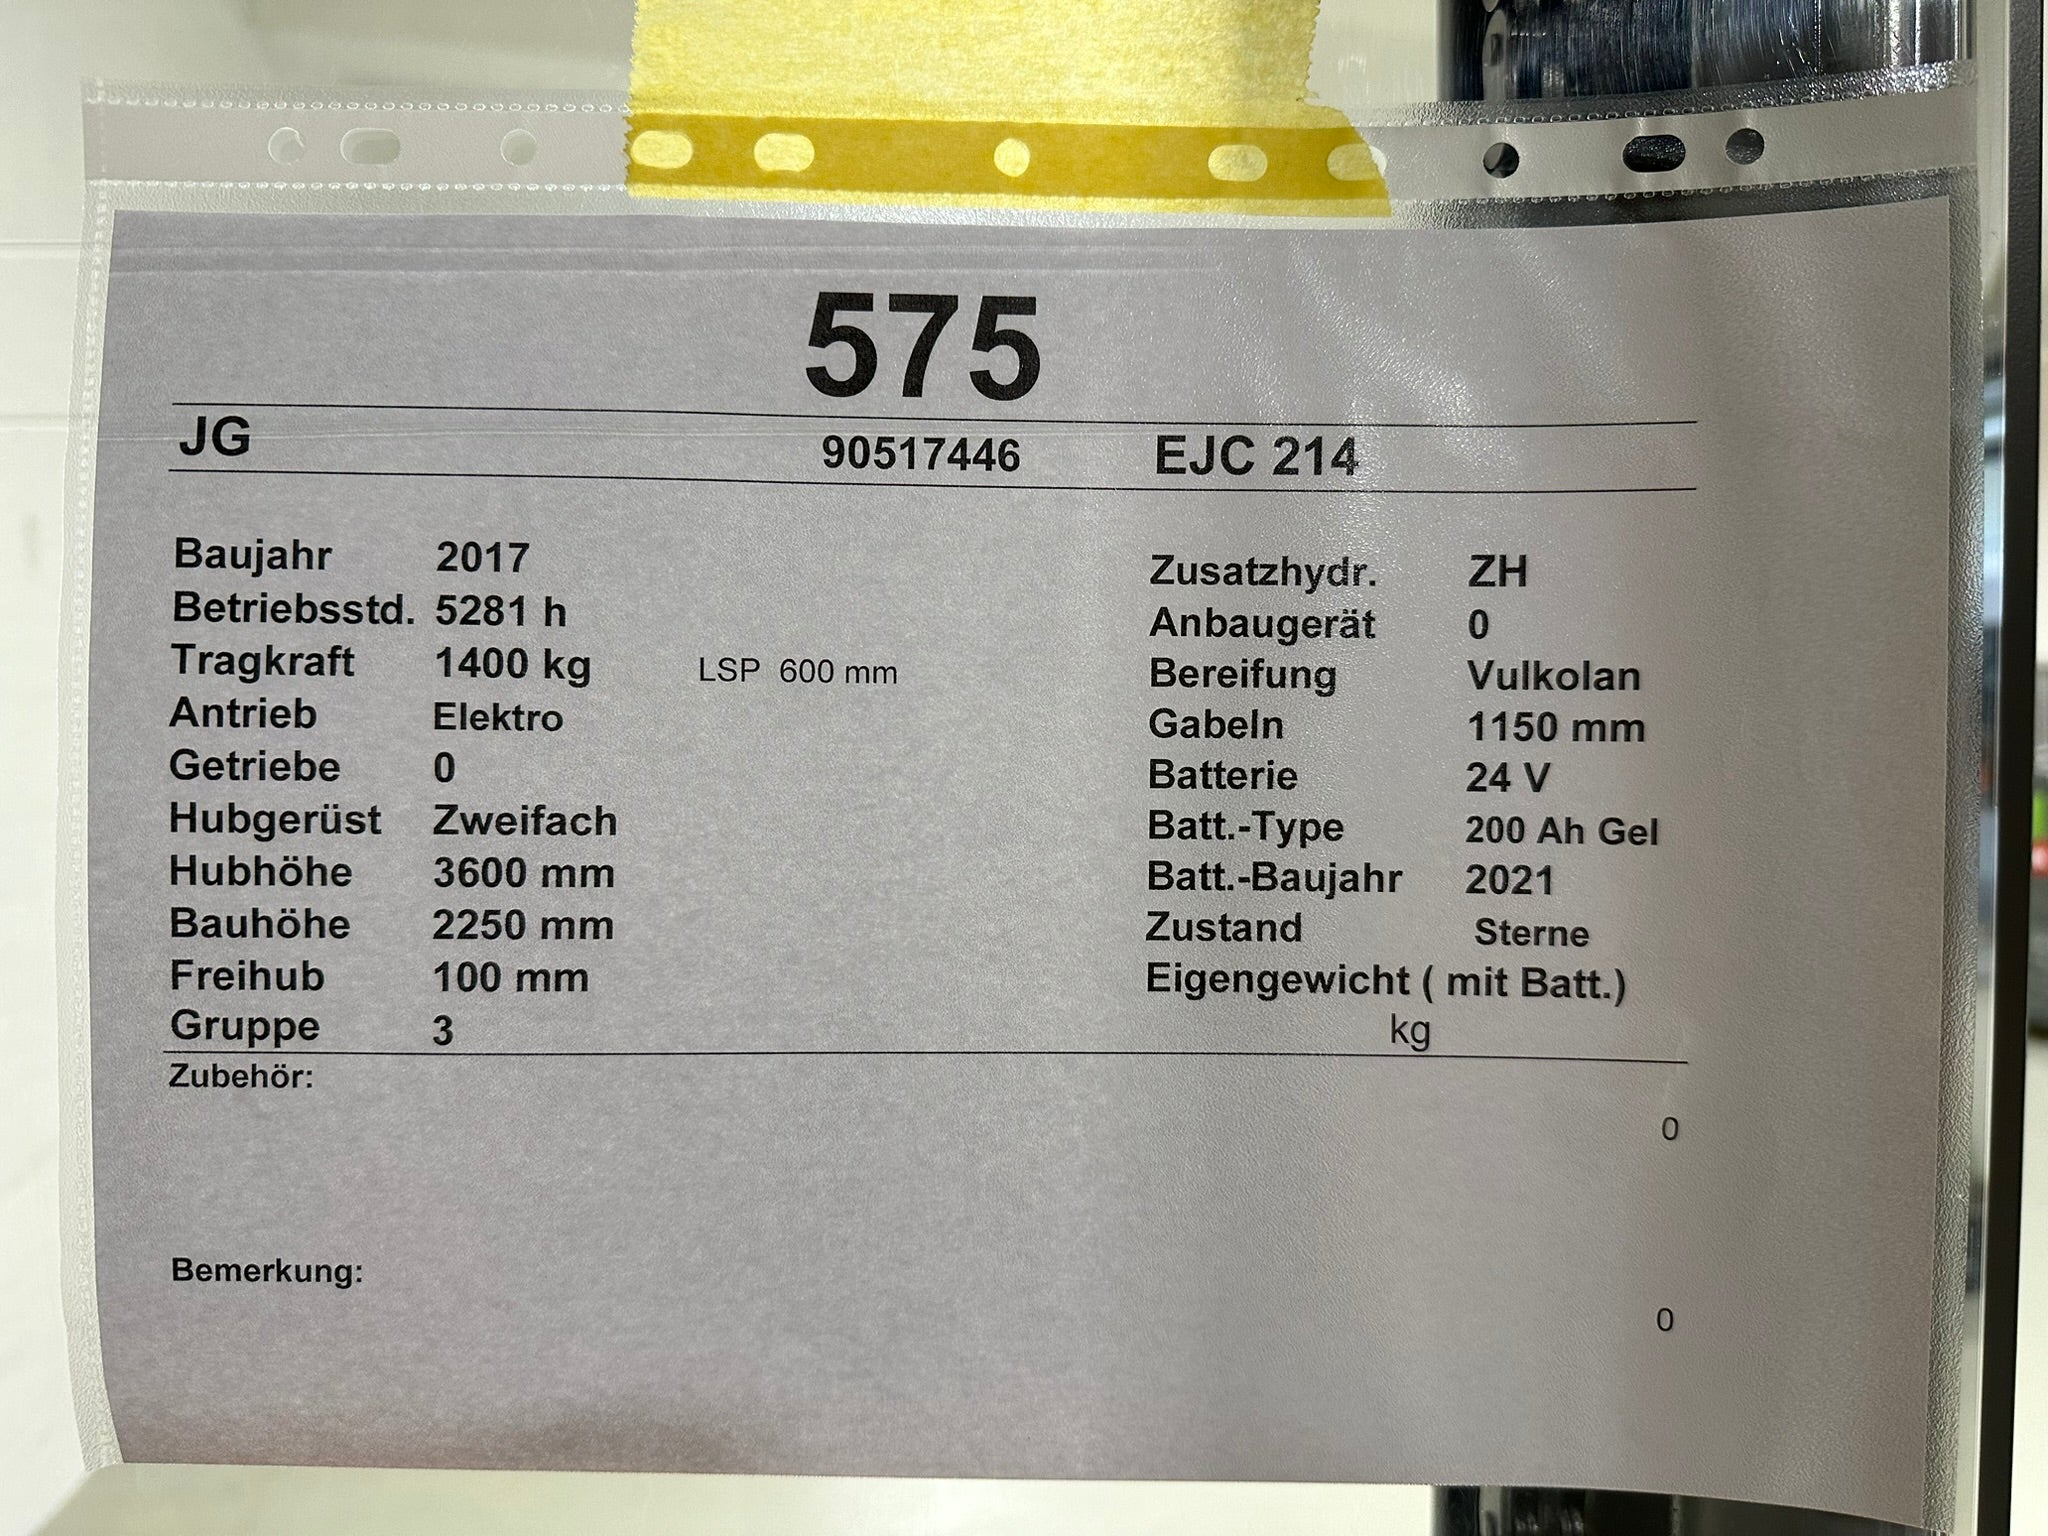 575
JG 90517446 EJC 214
Baujahr 2017
Betriebsstd. 5281 h
Tragkraft 1400 kg LSP 600 mm
Antrieb Elektro
Getriebe 0
Hubgerüst Zweifach
Hubhöhe 3600 mm
Bauhöhe 2250 mm
Freihub 100 mm
Gruppe 3
Zusatzhydr. ZH
Anbaugerät 0
Bereifung Vulkolan
Gabeln 1150 mm
Batterie 24 V
Batt.-Type 200 Ah Gel
Batt.-Baujahr 2021
Zustand Sterne
Eigengewicht ( mit Batt.)
kg
Zubehör:
0
Bemerkung:
0